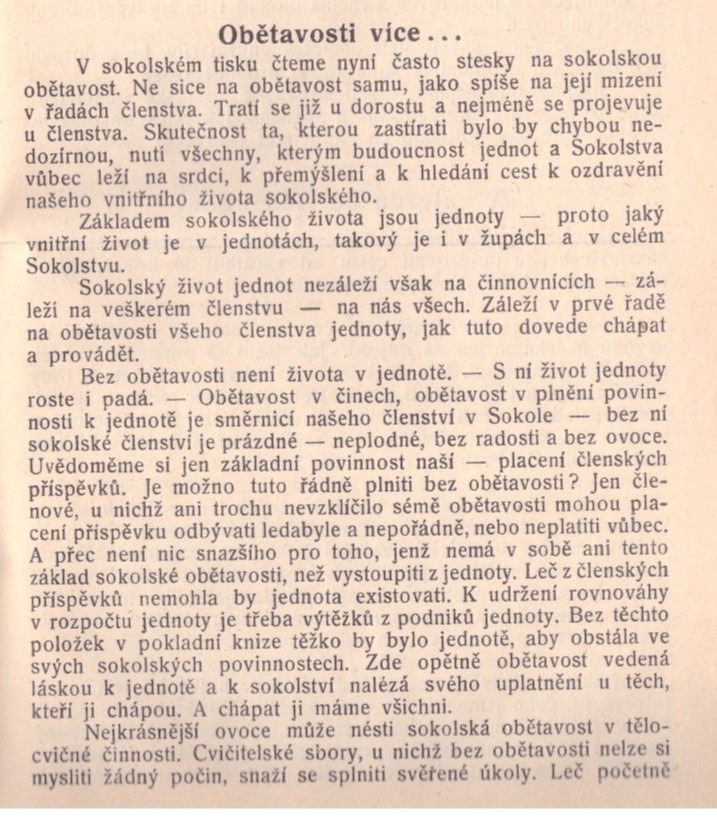 Obětavosti více...
V sokolském tisku čteme nyní často stesky na sokolskou
obětavost. Ne sice na obětavost samu, jako spíše na její mizení
v řadách členstva. Tratí se již u dorostu a nejméně se projevuje
u členstva. Skutečnost ta, kterou zastírati bylo by chybou ne-
dozírnou, nutí všechny, kterým budoucnost jednot a Sokolstva
vůbec leží na srdci, k přemýšlení a k hledání cest k ozdravění
našeho vnitřního života sokolského.
Základem sokolského života jsou jednoty — proto jaký
vnitřní život je v jednotách, takový je i v župách a v celém
Sokolstvu.
Sokolský život jednot nezáleží však na činnovnících — zá-
leží na veškerém členstvu — na nás všech. Záleží v prvé řadě
na obětavosti všeho členstva jednoty, jak tuto dovede chápat
a provádět.
Bez obětavosti není života v jednotě. — S ní život jednoty
roste i padá. — Obětavost v činech, obětavost v plnění povin-
ností k jednotě je směrnicí našeho členství v Sokole — bez ní
sokolské členství je prázdné — neplodné, bez radosti a bez ovoce.
Uvědoměme si jen základní povinnost naší — placení členských
příspěvků. Je možno tuto řádně plniti bez obětavosti? Jen čle-
nové, u nichž ani trochu nevzklíčilo sémě obětavosti mohou pla-
cení příspěvku odbývati ledabyle a nepořádně, nebo neplatiti vůbec.
A přec není nic snazšího pro toho, jenž nemá v sobě ani tento
základ sokolské obětavosti, než vystoupiti z jednoty. Leč z členských
příspěvků nemohla by jednota existovati. K udržení rovnováhy
v rozpočtu jednoty je třeba výtěžků z podniků jednoty. Bez těchto
položek v pokladní knize těžko by bylo jednotě, aby obstála ve
svých sokolských povinnostech. Zde opětně obětavost vedená
láskou k jednotě a k sokolství nalézá svého uplatnění u těch,
kteří ji chápou. A chápat ji máme všichni.
Nejkrásnější ovoce může nésti sokolská obětavost v tělo-
cvičné činnosti. Cvičitelské sbory, u nichž bez obětavosti nelze si
mysliti žádný počin, snaží se splniti svěřené úkoly. Leč početně